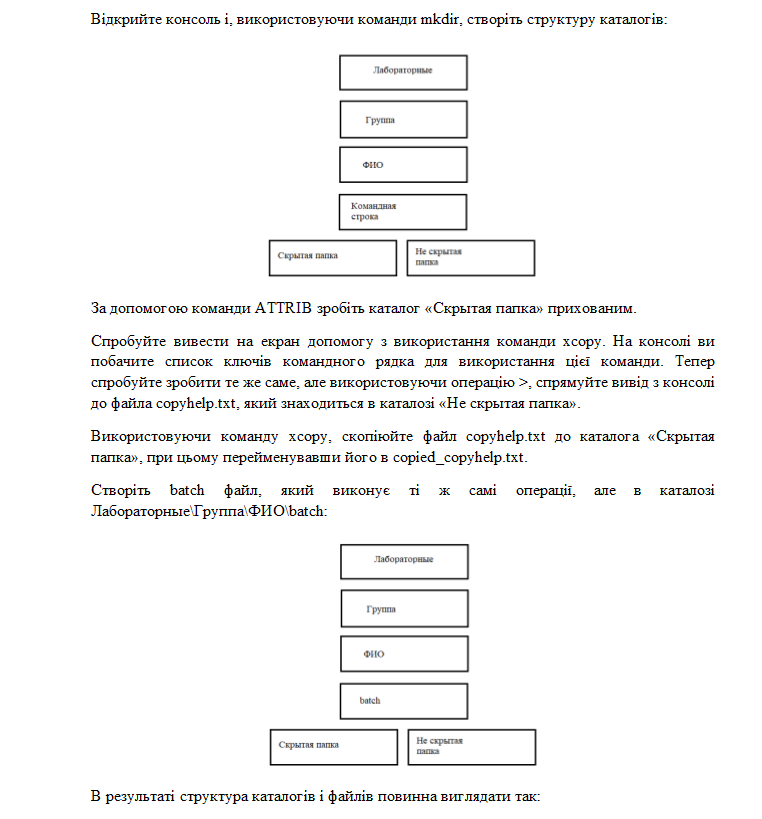 Відкрийте консоль і, використовуючи команди mkdir, створіть структуру каталогів:
Лабораторные
Группа
ФИО
Командная
строка
Скрытая папка
Не скрытая
папка
За допомогою команди ATTRIB зробіть каталог «Скрытая папка» прихованим.
Спробуйте вивести на екран допомогу з використання команди xcopy. На консолі ви
побачите список ключів командного рядка для використання цієї команди. Тепер
спробуйте зробити те же саме, але використовуючи операцію >, спрямуйте вивід з консолі
до файла copyhelp.txt, який знаходиться в каталозі «Не скрытая папка».
Використовуючи команду xcopy, скопіюйте файл copyhelp.txt до каталога «Скрытая
папка», при цьому перейменувавши його в copied_copyhelp.txt.
Створіть batch файл, який виконує ті ж самі операції, але в каталозі
Лабораторные\Группа\ФИО\batch:
Лабораторные
Группа
ФИО
batch
Скрытая папка
Не скрытая
папка
В результаті структура каталогів і файлів повинна виглядати так: